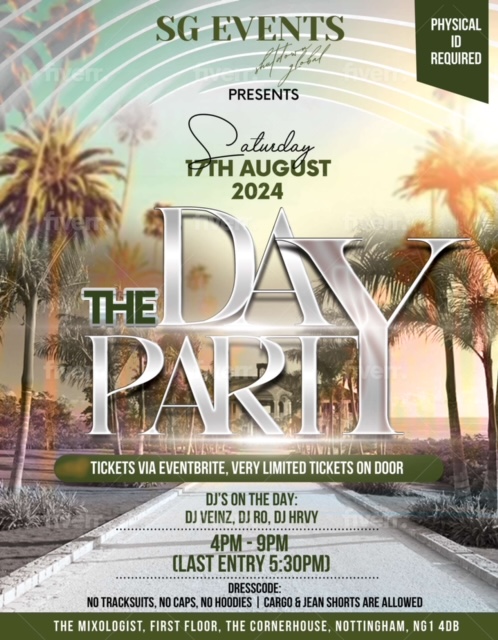 SG EVENTS
shutdown global
PHYSICAL
ID
REQUIRED
PRESENTS
Saturday
17TH AUGUST
2024
THE DAY
PARTY
TICKETS VIA EVENTBRITE, VERY LIMITED TICKETS ON DOOR
DJ'S ON THE DAY:
DJ VEINZ, DJ RO, DJ HRVY
4PM - 9PM
(LAST ENTRY 5:30PM)
DRESSCODE:
NO TRACKSUITS, NO CAPS, NO HOODIES | CARGO & JEAN SHORTS ARE ALLOWED
THE MIXOLOGIST, FIRST FLOOR, THE CORNERHOUSE, NOTTINGHAM, NG1 4DB